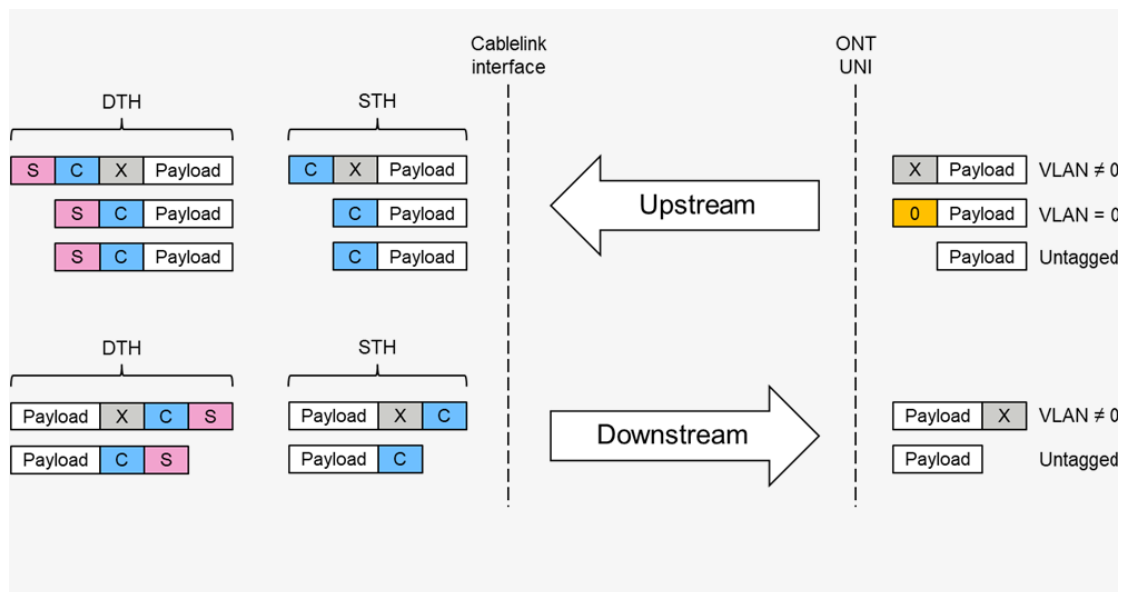 Cablelink
interface
ONT
UNI
DTH
STH
S C X Payload
C X Payload
X Payload VLAN ≠ 0
S C Payload
C Payload
Upstream
0 Payload VLAN = 0
S C Payload
C Payload
Payload Untagged
DTH
STH
Payload X C S
Payload X C
Downstream
Payload X VLAN ≠ 0
Payload C S
Payload C
Payload Untagged